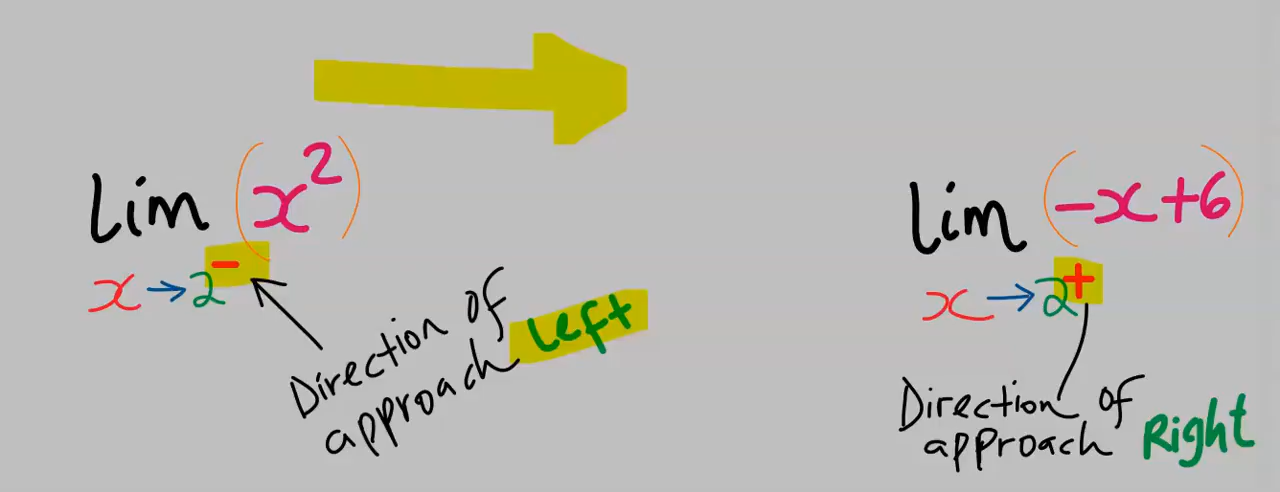 Lim (x²)
x → 2⁻
Direction of
approach Left
Lim (-x+6)
x → 2⁺
Direction of
approach Right